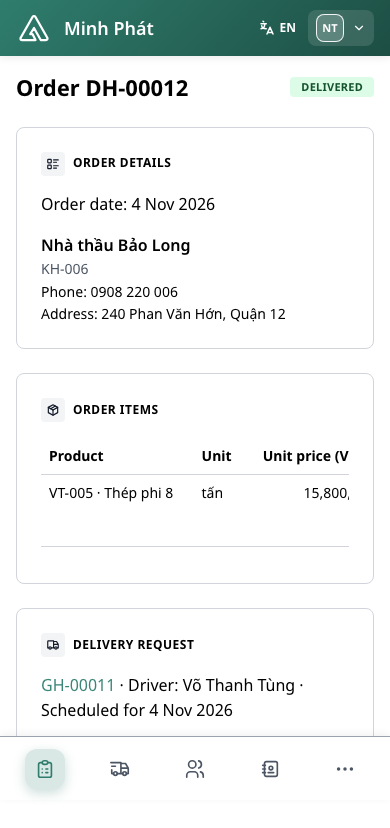 Minh Phát
EN
NT
Order DH-00012
DELIVERED
ORDER DETAILS
Order date: 4 Nov 2026
Nhà thầu Bảo Long
KH-006
Phone: 0908 220 006
Address: 240 Phan Văn Hớn, Quận 12
ORDER ITEMS
Product Unit Unit price (V
VT-005 · Thép phi 8 tấn 15,800,
DELIVERY REQUEST
GH-00011 · Driver: Võ Thanh Tùng ·
Scheduled for 4 Nov 2026